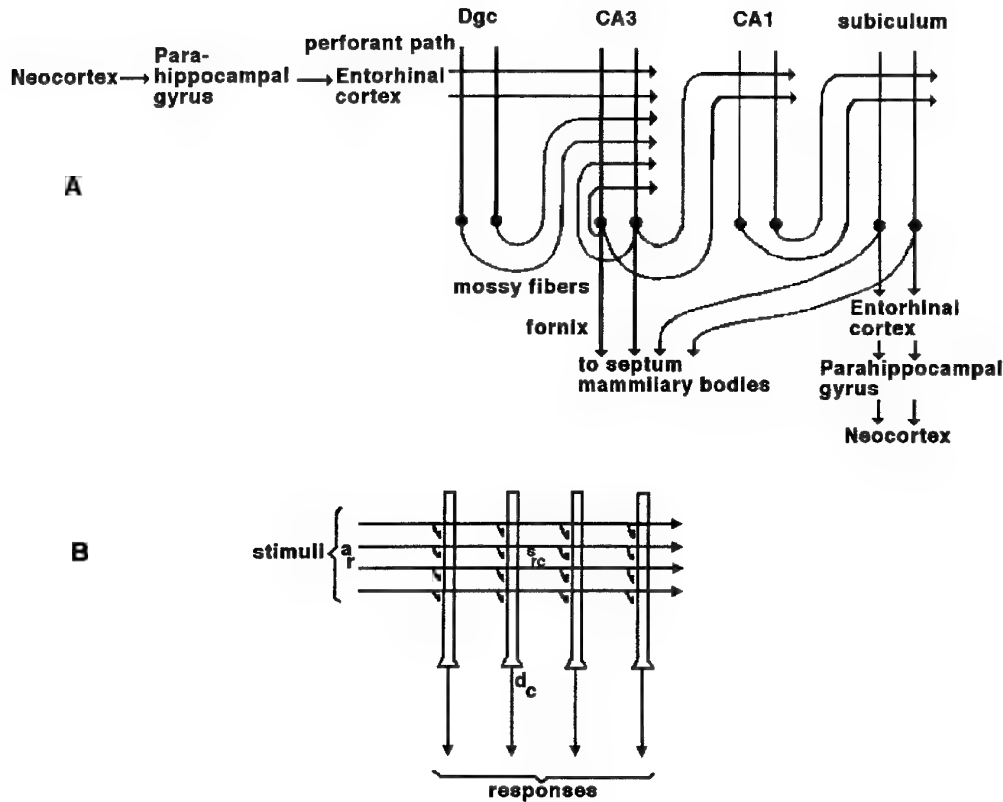 Dgc CA3 CA1 subiculum
perforant path
Neocortex
Para-
hippocampal
gyrus
Entorhinal
cortex
A
mossy fibers
fornix
to septum
mammilary bodies
Entorhinal
cortex
Parahippocampal
gyrus
Neocortex
B
stimuli
a
r
s
rc
d
c
responses